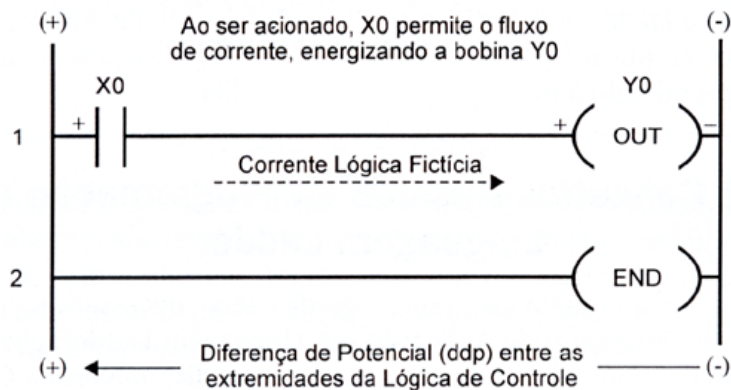 (+) Ao ser acionado, X0 permite o fluxo (-)
de corrente, energizando a bobina Y0
X0 Y0
1 + + OUT -
Corrente Lógica Fictícia
2 END
(+) Diferença de Potencial (ddp) entre as (-)
extremidades da Lógica de Controle